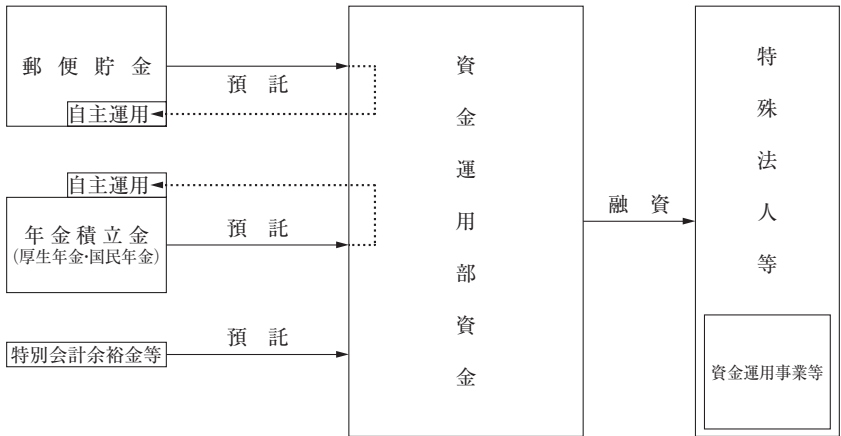 郵便貯金
自主運用
預託
自主運用
年金積立金
(厚生年金・国民年金)
預託
特別会計余裕金等
預託
資金運用部資金
融資
特殊法人等
資金運用事業等